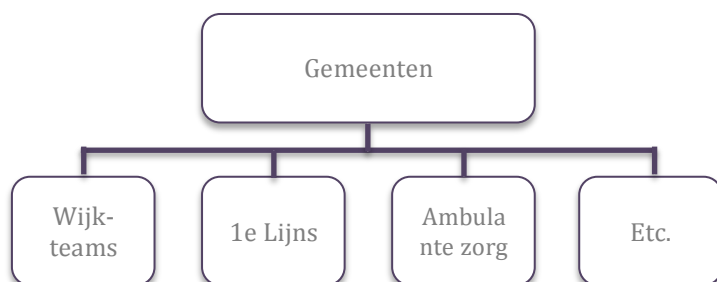 Gemeenten
Wijk-
teams
1e Lijns
Ambula
nte zorg
Etc.